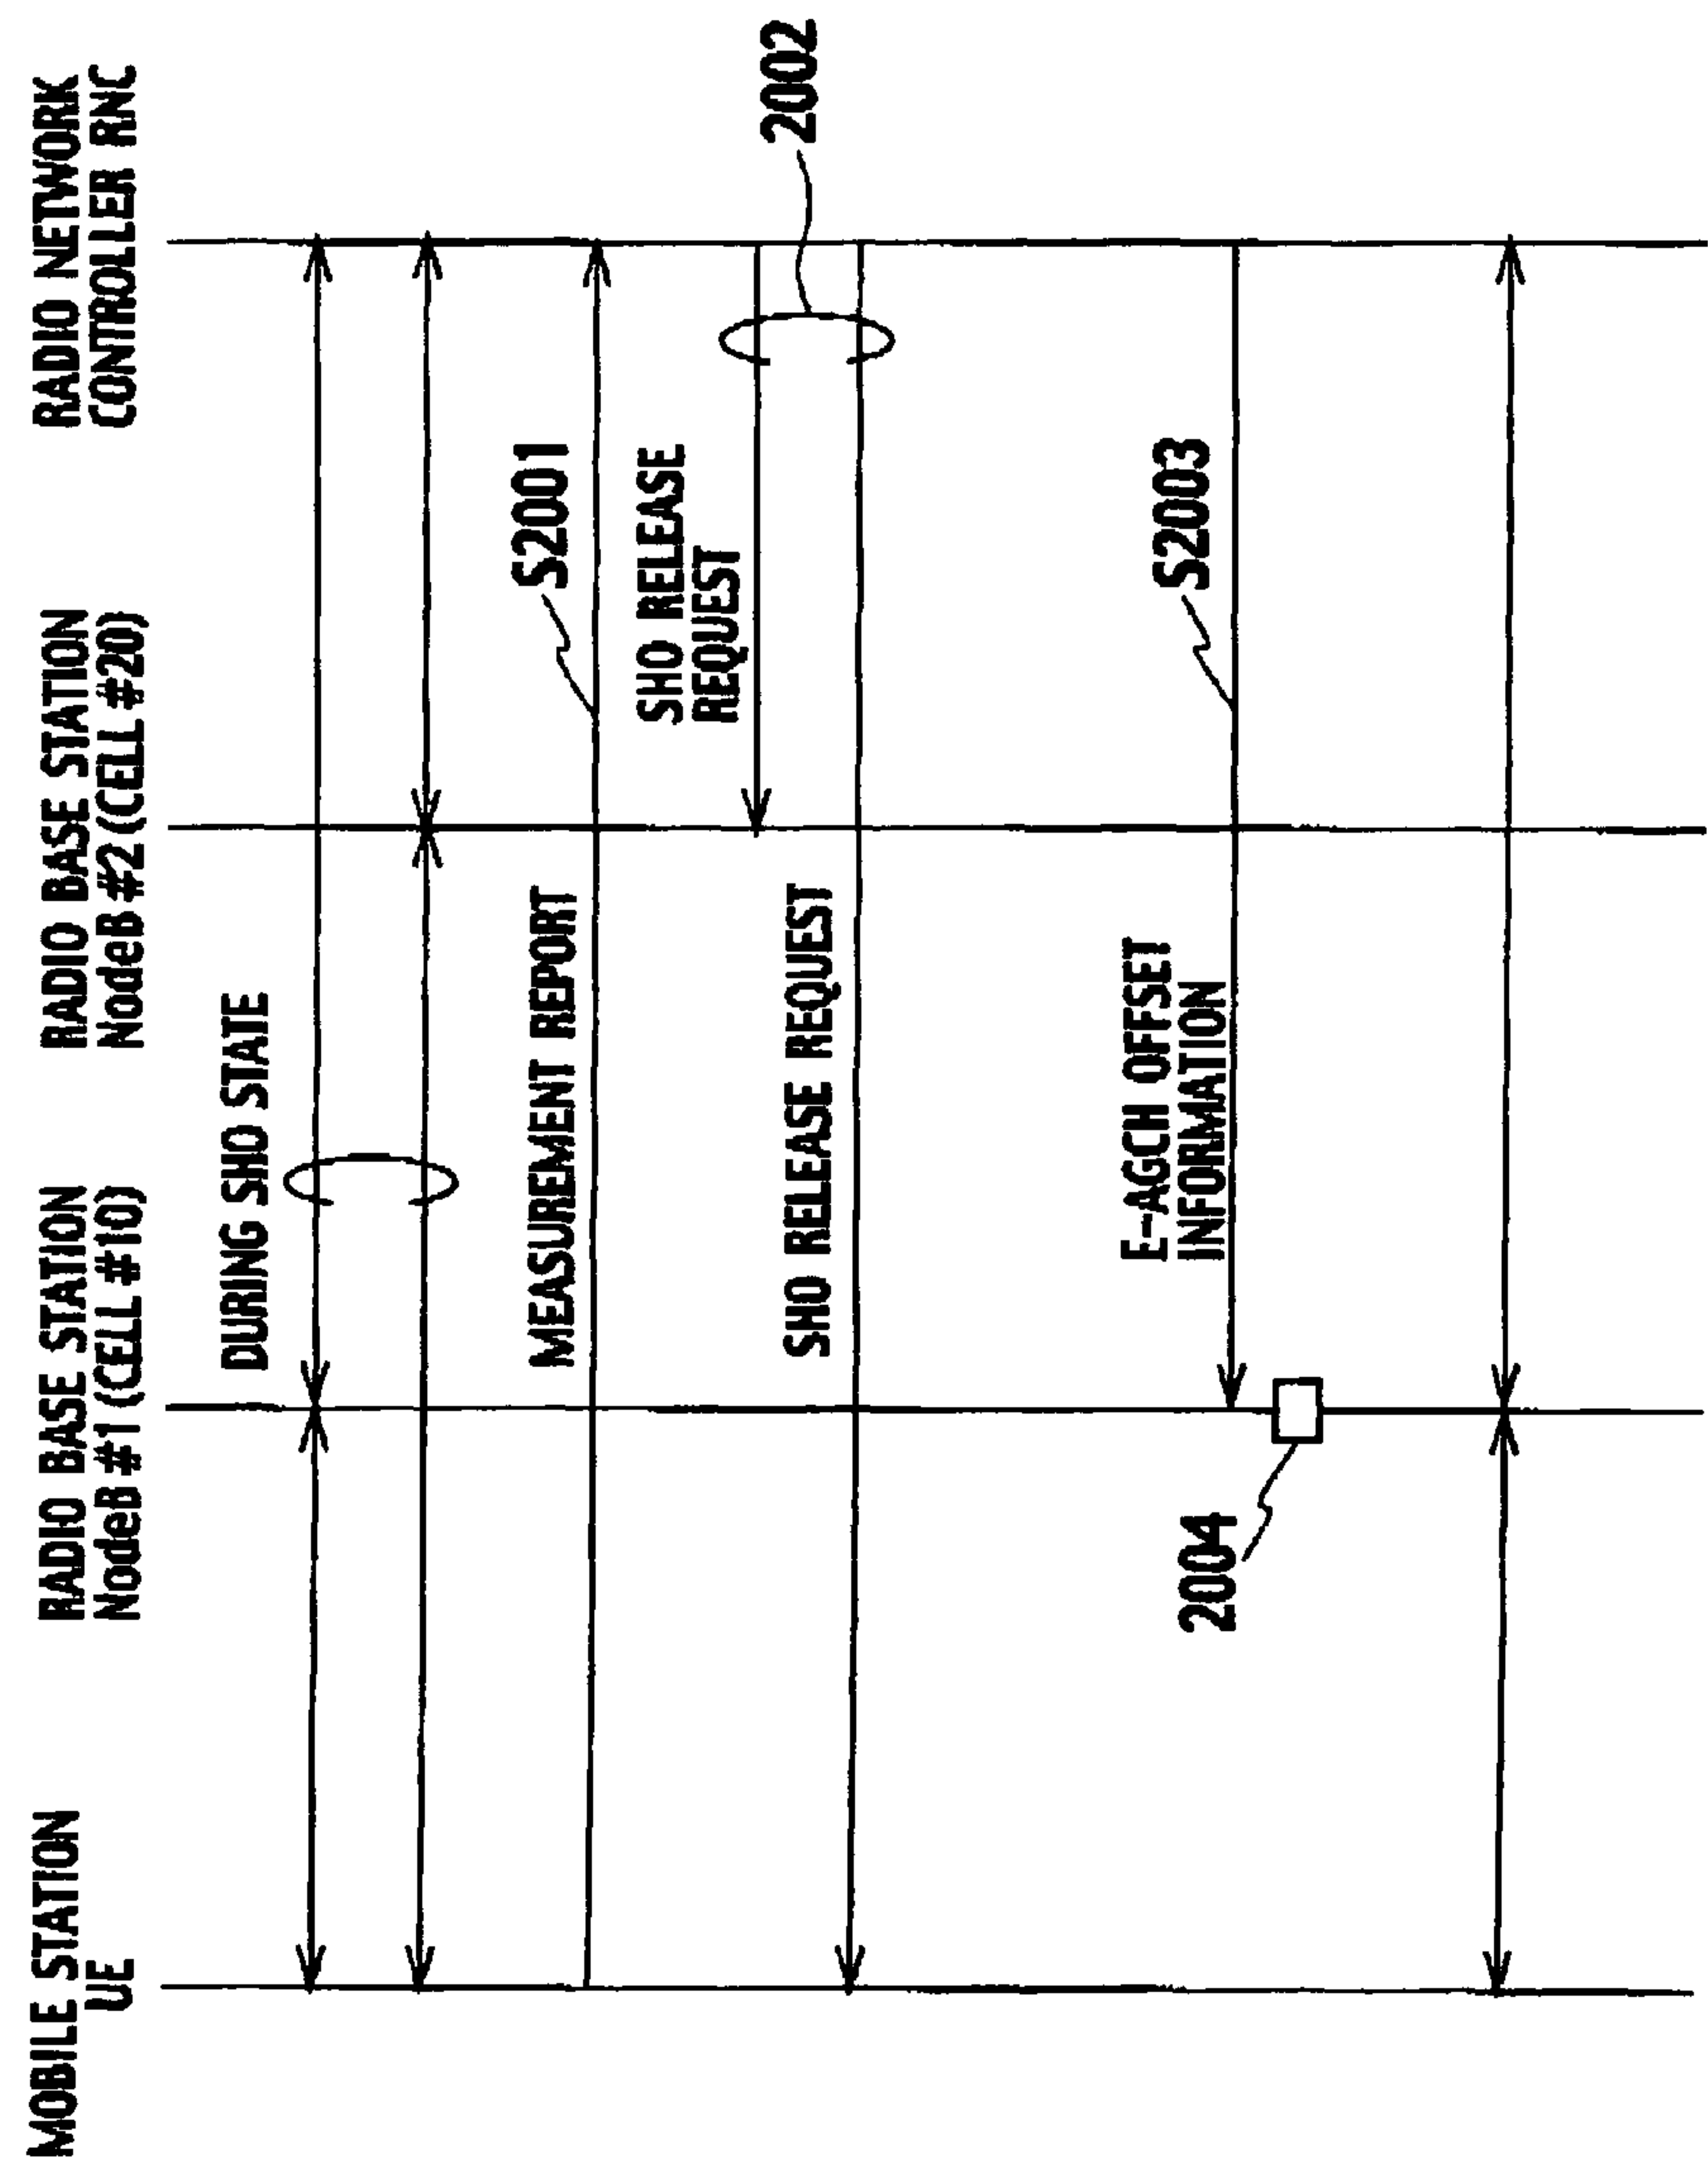 MOBILE STATION
UE
RADIO BASE STATION
NodeB #1 (CELL #10)
RADIO BASE STATION
NodeB #2 (CELL #20)
RADIO NETWORK
CONTROLLER RNC
DURING SHO STATE
MEASUREMENT REPORT
S2001
SHO RELEASE
REQUEST
2002
SHO RELEASE REQUEST
E-AGCH OFFSET
INFORMATION
S2003
2004